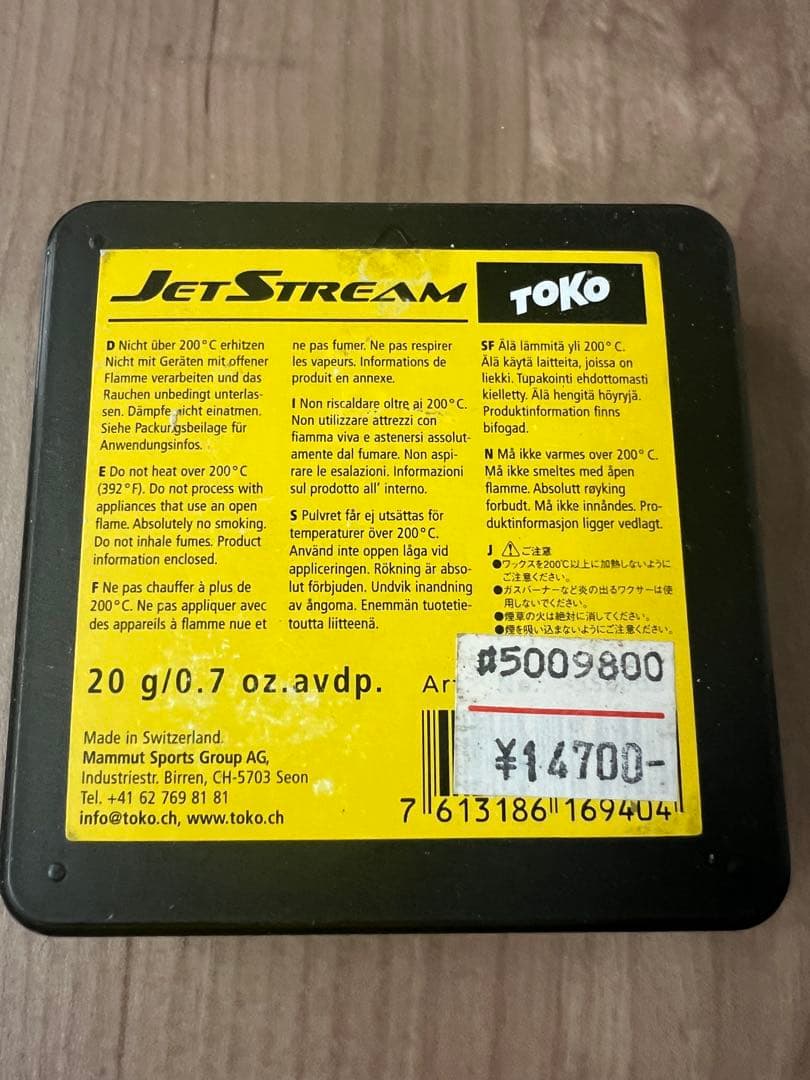 JETSTREAM
TOKO®
D Nicht über 200°C erhitzen
Nicht mit Geräten mit offener
Flamme verarbeiten und das
Rauchen unbedingt unterlas-
sen. Dämpfe nicht einatmen.
Siehe Packungsbeilage für
Anwendungsinfos.
E Do not heat over 200°C
(392°F). Do not process with
appliances that use an open
flame. Absolutely no smoking.
Do not inhale fumes. Product
information enclosed.
F Ne pas chauffer à plus de
200°C. Ne pas appliquer avec
des appareils à flamme nue et
ne pas fumer. Ne pas respirer
les vapeurs. Informations de
produit en annexe.
I Non riscaldare oltre ai 200°C.
Non utilizzare attrezzi con
fiamma viva e astenersi assolut-
amente dal fumare. Non aspi-
rare le esalazioni. Informazioni
sul prodotto all' interno.
S Pulvret får ej utsättas för
temperaturer över 200°C.
Använd inte oppen låga vid
appliceringen. Rökning är abso-
lut förbjuden. Undvik inandning
av ångorna. Enemmän tuotetie-
toutta liitteenä.
SF Älä lämmitä yli 200° C.
Älä käytä laitteita, joissa on
liekki. Tupakointi ehdottomasti
kielletty. Älä hengitä höyryjä.
Produktinformation finns
bifogad.
N Må ikke varmes over 200° C.
Må ikke smeltes med åpen
flamme. Absolutt røyking
forbudt. Må ikke innåndes. Pro-
duktinformasjon ligger vedlagt.
J ⚠ご注意
●ワックスを200℃以上に加熱しないように
ご注意ください。
●ガスバーナーなど炎の出るワクサーは使
用しないでください。
●煙草の火は絶対に消してください。
●煙を吸い込まないようにご注意ください。
20 g/0.7 oz.avdp.
Ar
#5009800
¥14700-
Made in Switzerland.
Mammut Sports Group AG,
Industriestr. Birren, CH-5703 Seon
Tel. +41 62 769 81 81
info@toko.ch, www.toko.ch
7 613186 169404